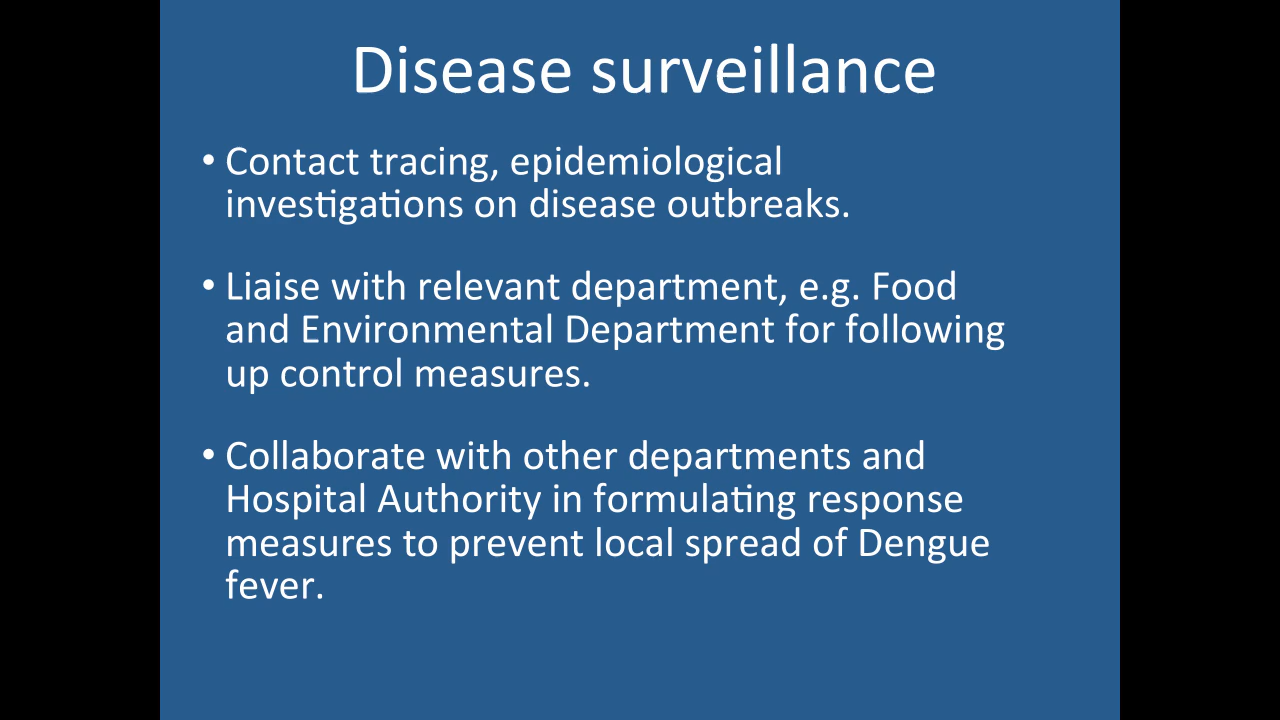 Disease surveillance
• Contact tracing, epidemiological
investigations on disease outbreaks.
• Liaise with relevant department, e.g. Food
and Environmental Department for following
up control measures.
• Collaborate with other departments and
Hospital Authority in formulating response
measures to prevent local spread of Dengue
fever.